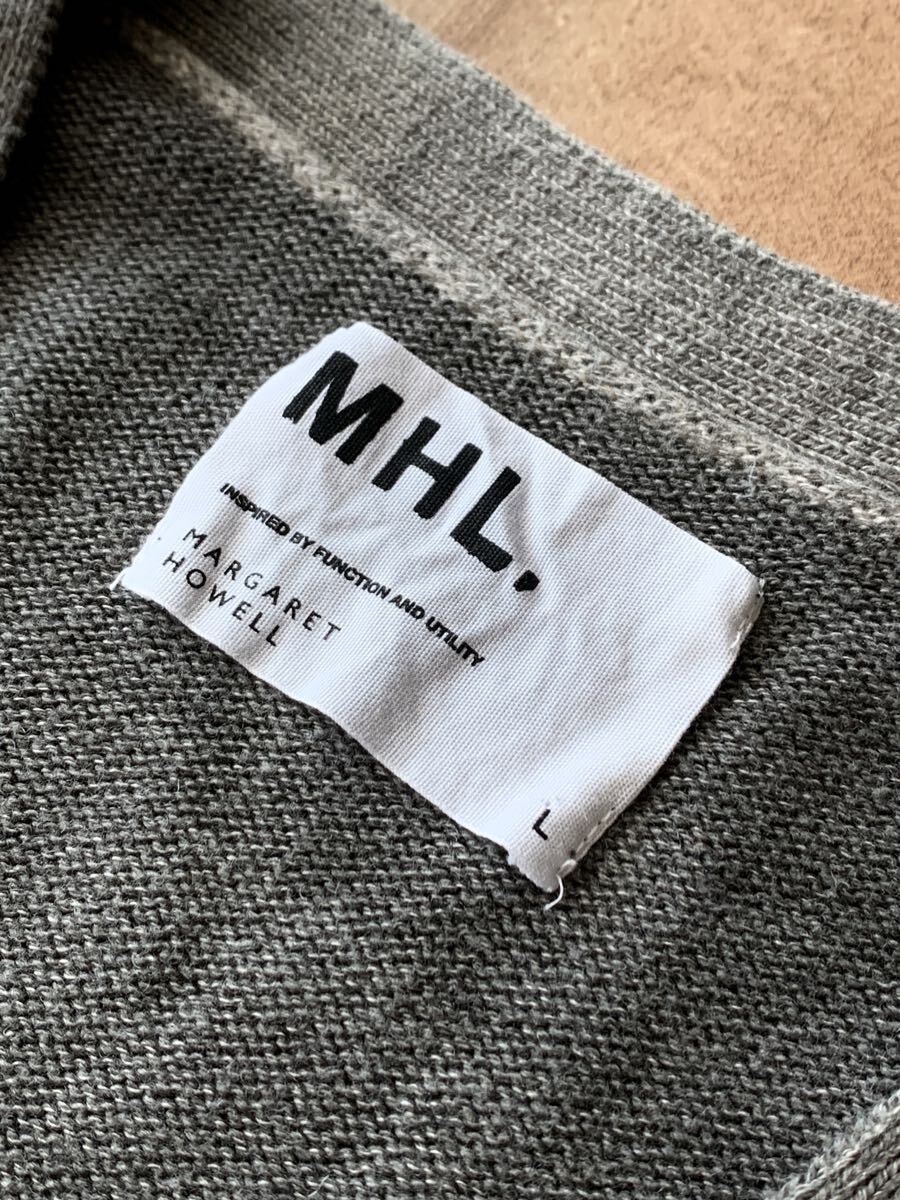 MHL.
INSPIRED BY FUNCTION AND UTILITY
MARGARET
HOWELL
L